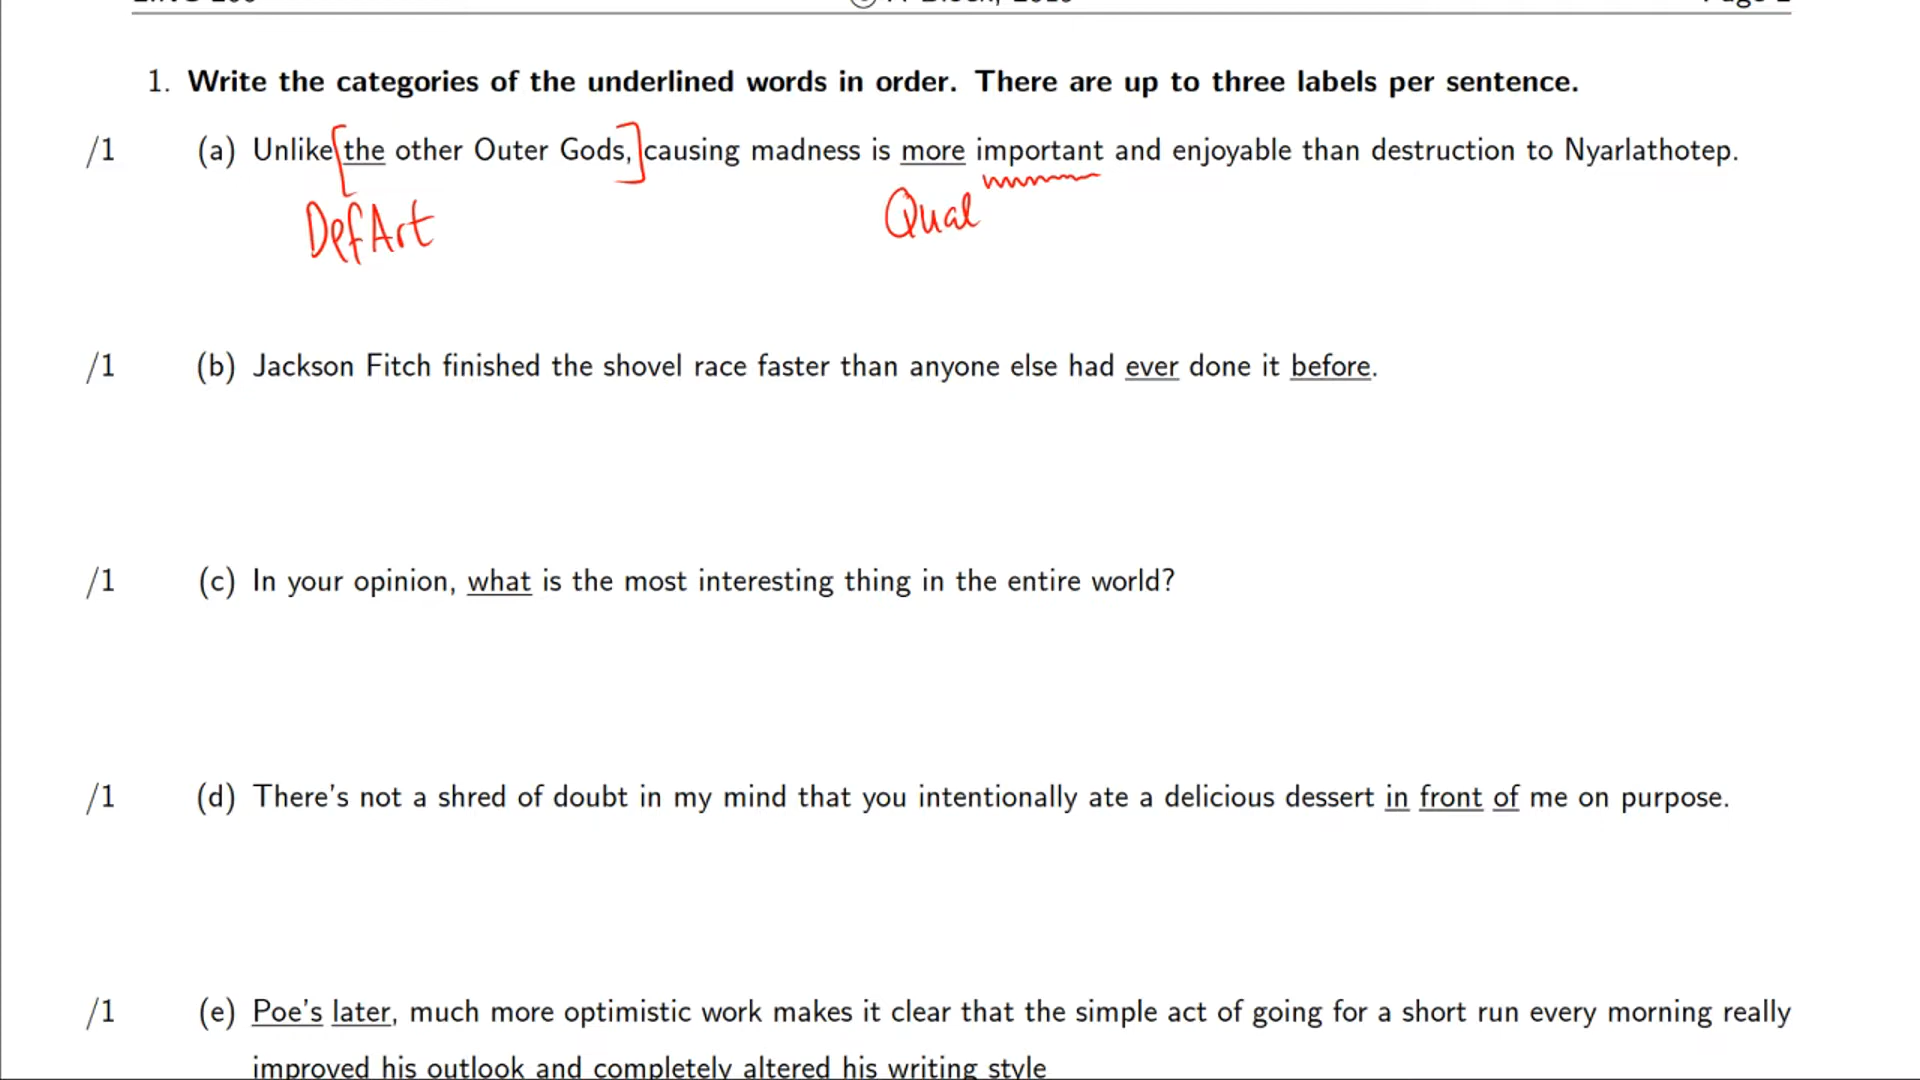 1. Write the categories of the underlined words in order. There are up to three labels per sentence.
/1 (a) Unlike [the other Outer Gods,] causing madness is more important and enjoyable than destruction to Nyarlathotep.
DefArt Qual
/1 (b) Jackson Fitch finished the shovel race faster than anyone else had ever done it before.
/1 (c) In your opinion, what is the most interesting thing in the entire world?
/1 (d) There's not a shred of doubt in my mind that you intentionally ate a delicious dessert in front of me on purpose.
/1 (e) Poe's later, much more optimistic work makes it clear that the simple act of going for a short run every morning really
improved his outlook and completely altered his writing style